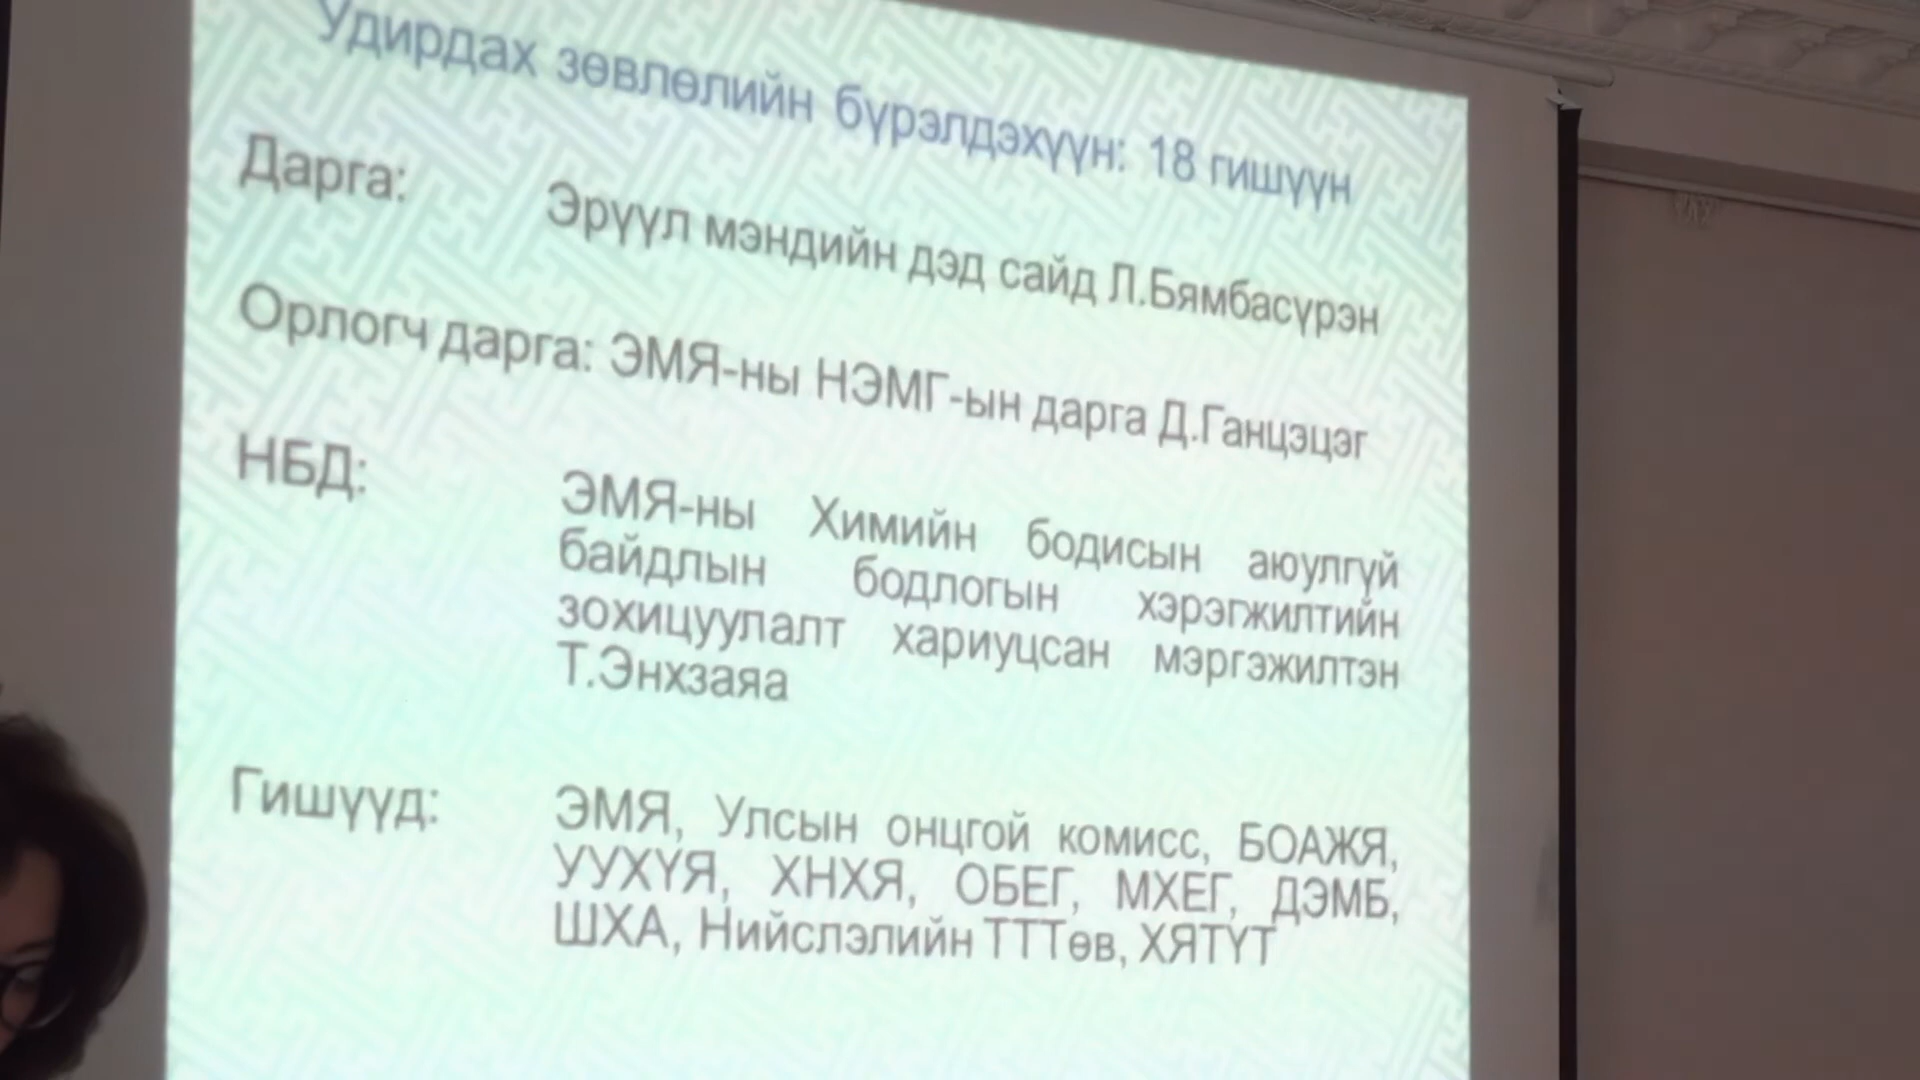 Удирдах зөвлөлийн бүрэлдэхүүн: 18 гишүүн
Дарга: Эрүүл мэндийн дэд сайд Л.Бямбасүрэн
Орлогч дарга: ЭМЯ-ны НЭМГ-ын дарга Д.Ганцэцэг
НБД: ЭМЯ-ны Химийн бодисын аюулгүй
байдлын бодлогын хэрэгжилтийн
зохицуулалт хариуцсан мэргэжилтэн
Т.Энхзаяа
Гишүүд: ЭМЯ, Улсын онцгой комисс, БОАЖЯ,
УУХҮЯ, ХНХЯ, ОБЕГ, МХЕГ, ДЭМБ,
ШХА, Нийслэлийн ТТТөв, ХЯТҮТ